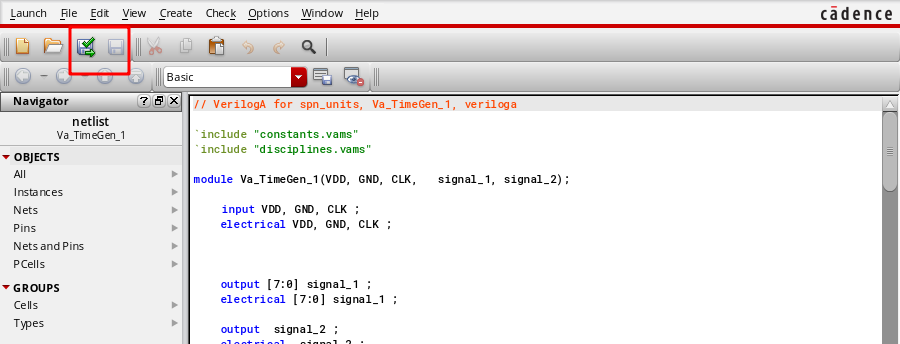 Launch File Edit View Create Check Options Window Help cādence
Basic
Navigator
netlist
Va_TimeGen_1
OBJECTS
All
Instances
Nets
Pins
Nets and Pins
PCells
GROUPS
Cells
Types
// VerilogA for spn_units, Va_TimeGen_1, veriloga
`include "constants.vams"
`include "disciplines.vams"
module Va_TimeGen_1(VDD, GND, CLK,   signal_1, signal_2);
input VDD, GND, CLK ;
electrical VDD, GND, CLK ;
output [7:0] signal_1 ;
electrical [7:0] signal_1 ;
output  signal_2 ;
electrical  signal_2 ;